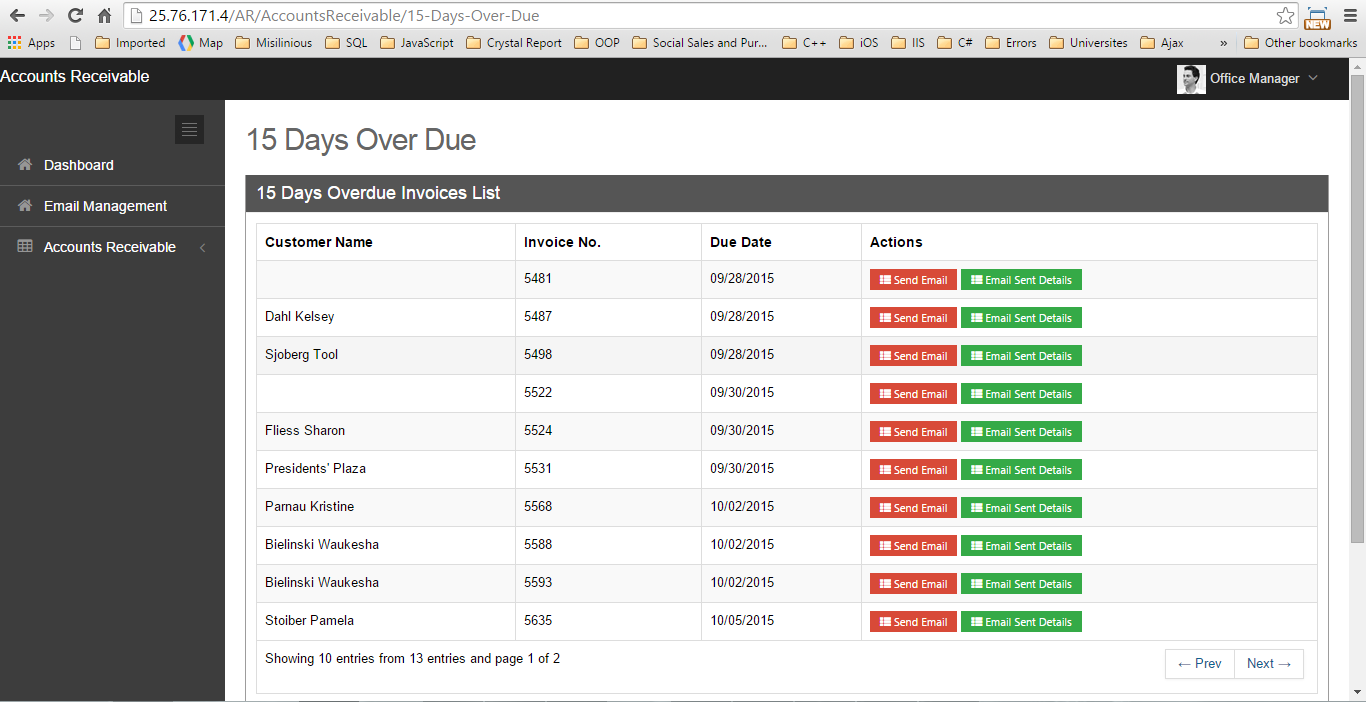 25.76.171.4/AR/AccountsReceivable/15-Days-Over-Due
NEW
Apps Imported Map Misilinious SQL JavaScript Crystal Report OOP Social Sales and Pur... C++ iOS IIS C# Errors Universites Ajax » Other bookmarks
Accounts Receivable Office Manager
Dashboard
Email Management
Accounts Receivable
15 Days Over Due
15 Days Overdue Invoices List
Customer Name Invoice No. Due Date Actions
5481 09/28/2015 Send Email Email Sent Details
Dahl Kelsey 5487 09/28/2015 Send Email Email Sent Details
Sjoberg Tool 5498 09/28/2015 Send Email Email Sent Details
5522 09/30/2015 Send Email Email Sent Details
Fliess Sharon 5524 09/30/2015 Send Email Email Sent Details
Presidents' Plaza 5531 09/30/2015 Send Email Email Sent Details
Parnau Kristine 5568 10/02/2015 Send Email Email Sent Details
Bielinski Waukesha 5588 10/02/2015 Send Email Email Sent Details
Bielinski Waukesha 5593 10/02/2015 Send Email Email Sent Details
Stoiber Pamela 5635 10/05/2015 Send Email Email Sent Details
Showing 10 entries from 13 entries and page 1 of 2 ← Prev Next →